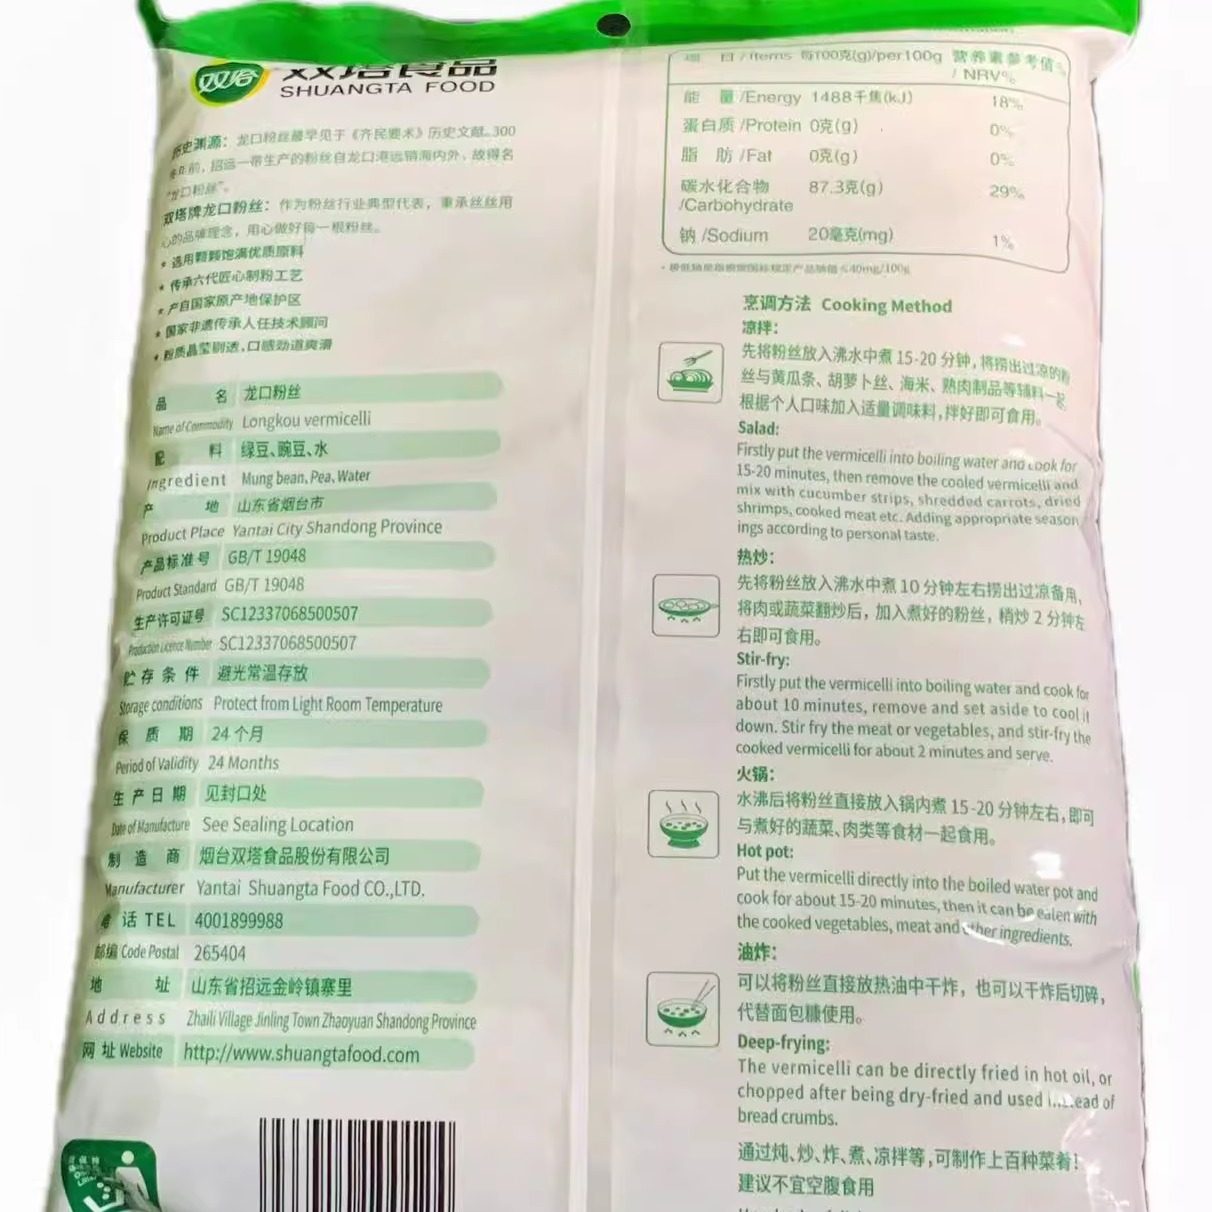 双塔
双塔食品
SHUANGTA FOOD
历史渊源：龙口粉丝最早见于《齐民要术》历史文献。300
年前，招远一带生产的粉丝自龙口港远销海内外，故得名
“龙口粉丝”。
双塔牌龙口粉丝：作为粉丝行业典型代表，秉承丝丝用
心的品牌理念，用心做好每一根粉丝。
* 选用颗颗饱满优质原料
* 传承六代匠心制粉工艺
* 产自国家原产地保护区
* 国家非遗传承人任技术顾问
* 粉质晶莹剔透，口感劲道爽滑
品 名 龙口粉丝
Name of Commodity Longkou vermicelli
配 料 绿豆、豌豆、水
Ingredient Mung bean, Pea, Water
产 地 山东省烟台市
Product Place Yantai City Shandong Province
产品标准号 GB/T 19048
Product Standard GB/T 19048
生产许可证号 SC12337068500507
Production Licence Number SC12337068500507
贮存条件 避光常温存放
Storage conditions Protect from Light Room Temperature
保 质 期 24 个月
Period of Validity 24 Months
生产日期 见封口处
Date of Manufacture See Sealing Location
制 造 商 烟台双塔食品股份有限公司
Manufacturer Yantai Shuangta Food CO.,LTD.
电 话 TEL 4001899988
邮编 Code Postal 265404
地 址 山东省招远金岭镇寨里
Address Zhaili Village Jinling Town Zhaoyuan Shandong Province
网 址 Website http://www.shuangtafood.com
项 目 /Items 每100克(g)/per100g 营养素参考值%
/ NRV%
能 量 /Energy 1488千焦(kJ) 18%
蛋白质 /Protein 0克(g) 0%
脂 肪 /Fat 0克(g) 0%
碳水化合物 87.3克(g) 29%
/Carbohydrate
钠 /Sodium 20毫克(mg) 1%
≤40mg/100g
烹调方法 Cooking Method
凉拌：
先将粉丝放入沸水中煮 15-20 分钟，将捞出过凉的粉
丝与黄瓜条、胡萝卜丝、海米、熟肉制品等辅料一起
根据个人口味加入适量调味料，拌好即可食用。
Salad:
Firstly put the vermicelli into boiling water and cook for
15-20 minutes, then remove the cooled vermicelli and
mix with cucumber strips, shredded carrots, dried
shrimps, cooked meat etc. Adding appropriate season
ings according to personal taste.
热炒：
先将粉丝放入沸水中煮 10 分钟左右捞出过凉备用，
将肉或蔬菜翻炒后，加入煮好的粉丝，稍炒 2 分钟左
右即可食用。
Stir-fry:
Firstly put the vermicelli into boiling water and cook for
about 10 minutes, remove and set aside to cool it
down. Stir fry the meat or vegetables, and stir-fry the
cooked vermicelli for about 2 minutes and serve.
火锅：
水沸后将粉丝直接放入锅内煮 15-20 分钟左右，即可
与煮好的蔬菜、肉类等食材一起食用。
Hot pot:
Put the vermicelli directly into the boiled water pot and
cook for about 15-20 minutes, then it can be eaten with
the cooked vegetables, meat and other ingredients.
油炸：
可以将粉丝直接放热油中干炸，也可以干炸后切碎，
代替面包糠使用。
Deep-frying:
The vermicelli can be directly fried in hot oil, or
chopped after being dry-fried and used instead of
bread crumbs.
通过炖、炒、炸、煮、凉拌等，可制作上百种菜肴！
建议不宜空腹食用